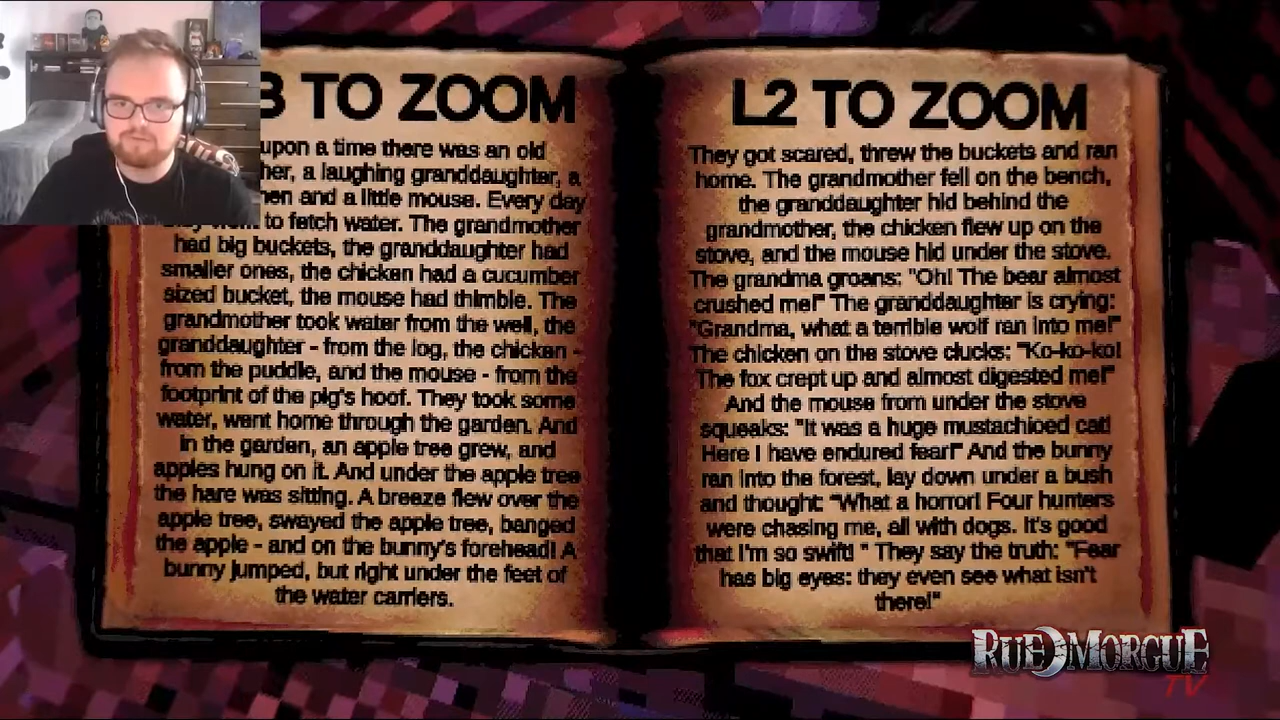 3 TO ZOOM
upon a time there was an old
her, a laughing granddaughter, a
hen and a little mouse. Every day
to fetch water. The grandmother
had big buckets, the granddaughter had
smaller ones, the chicken had a cucumber
sized bucket, the mouse had thimble. The
grandmother took water from the well, the
granddaughter - from the log, the chicken -
from the puddle, and the mouse - from the
footprint of the pig's hoof. They took some
water, went home through the garden. And
in the garden, an apple tree grew, and
apples hung on it. And under the apple tree
the hare was sitting. A breeze flew over the
apple tree, swayed the apple tree, banged
the apple - and on the bunny's forehead! A
bunny jumped, but right under the feet of
the water carriers.
L2 TO ZOOM
They got scared, threw the buckets and ran
home. The grandmother fell on the bench,
the granddaughter hid behind the
grandmother, the chicken flew up on the
stove, and the mouse hid under the stove.
The grandma groans: "Oh! The bear almost
crushed me!" The granddaughter is crying:
"Grandma, what a terrible wolf ran into me!"
The chicken on the stove clucks: "Ko-ko-ko!
The fox crept up and almost digested me!"
And the mouse from under the stove
squeaks: "It was a huge mustachioed cat!
Here I have endured fear!" And the bunny
ran into the forest, lay down under a bush
and thought: "What a horror! Four hunters
were chasing me, all with dogs. It's good
that I'm so swift! " They say the truth: "Fear
has big eyes: they even see what isn't
there!"
RUE MORGUE
TV